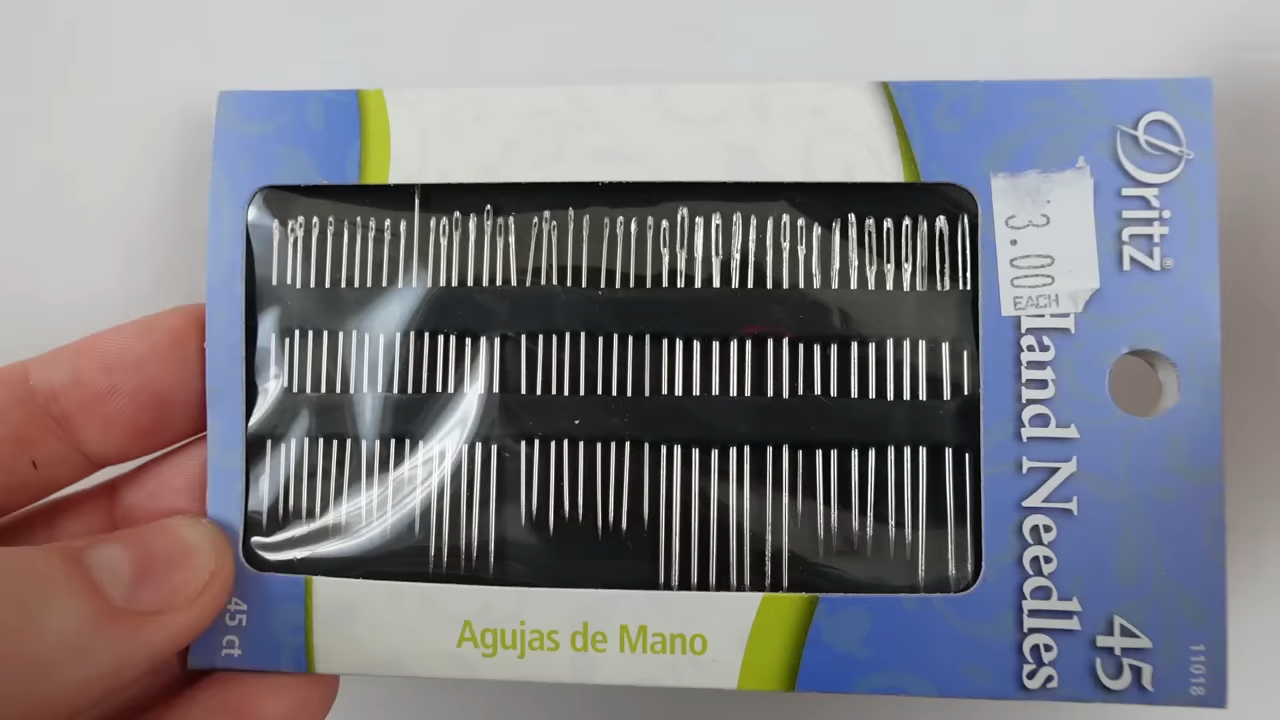 Dritz®
3.00
EACH
Hand Needles
45
11018
Agujas de Mano
45 ct